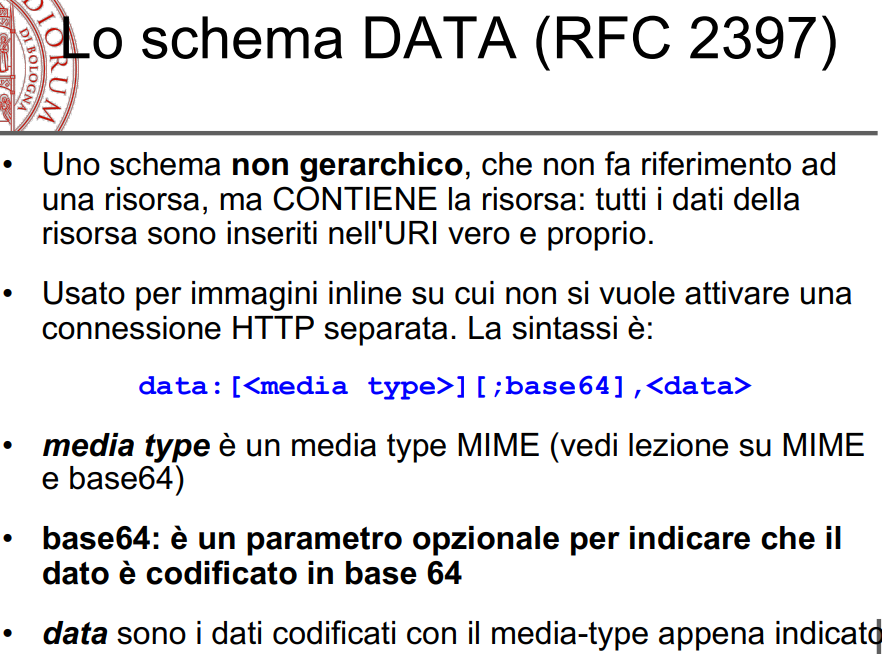 Lo schema DATA (RFC 2397)
DIORUM
DI BOLOGNA
• Uno schema non gerarchico, che non fa riferimento ad
una risorsa, ma CONTIENE la risorsa: tutti i dati della
risorsa sono inseriti nell'URI vero e proprio.
• Usato per immagini inline su cui non si vuole attivare una
connessione HTTP separata. La sintassi è:
data:[<media type>][;base64],<data>
• media type è un media type MIME (vedi lezione su MIME
e base64)
• base64: è un parametro opzionale per indicare che il
dato è codificato in base 64
• data sono i dati codificati con il media-type appena indicato